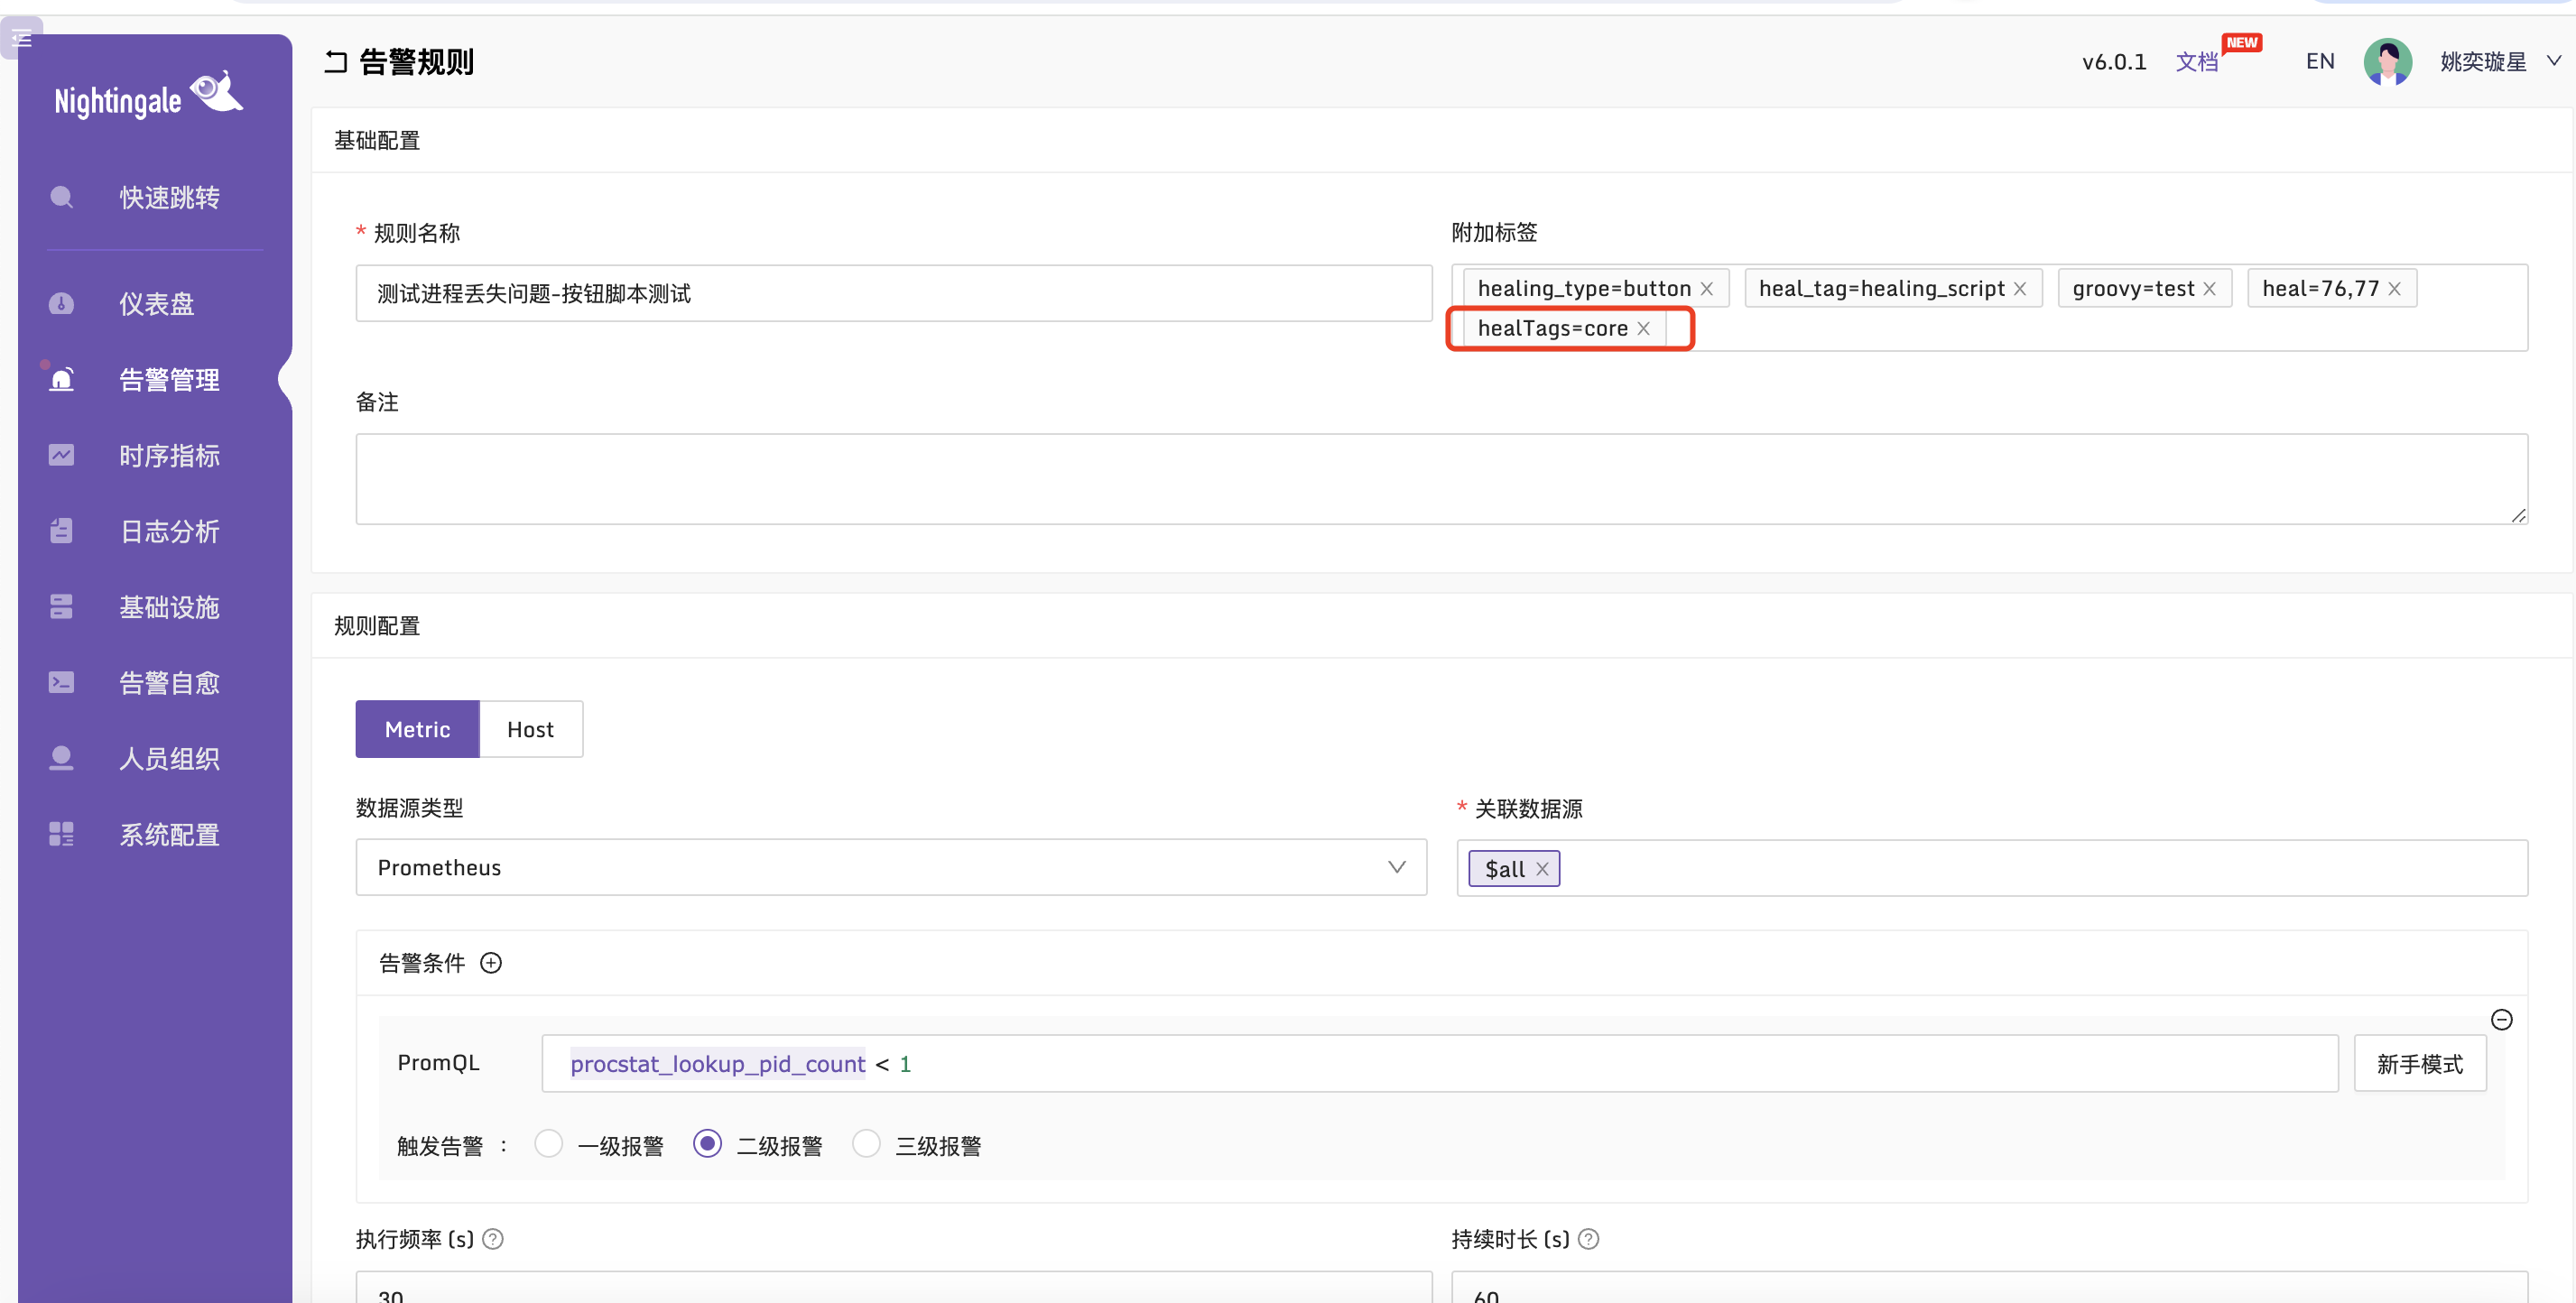 告警规则
v6.0.1 文档 NEW EN 姚奕璇星
Nightingale
快速跳转
仪表盘
告警管理
时序指标
日志分析
基础设施
告警自愈
人员组织
系统配置
基础配置
* 规则名称
测试进程丢失问题-按钮脚本测试
附加标签
healing_type=button heal_tag=healing_script groovy=test heal=76,77
healTags=core
备注
规则配置
Metric Host
数据源类型
Prometheus
* 关联数据源
$all
告警条件
PromQL procstat_lookup_pid_count < 1 新手模式
触发告警 : 一级报警 二级报警 三级报警
执行频率 (s)
30
持续时长 (s)
60